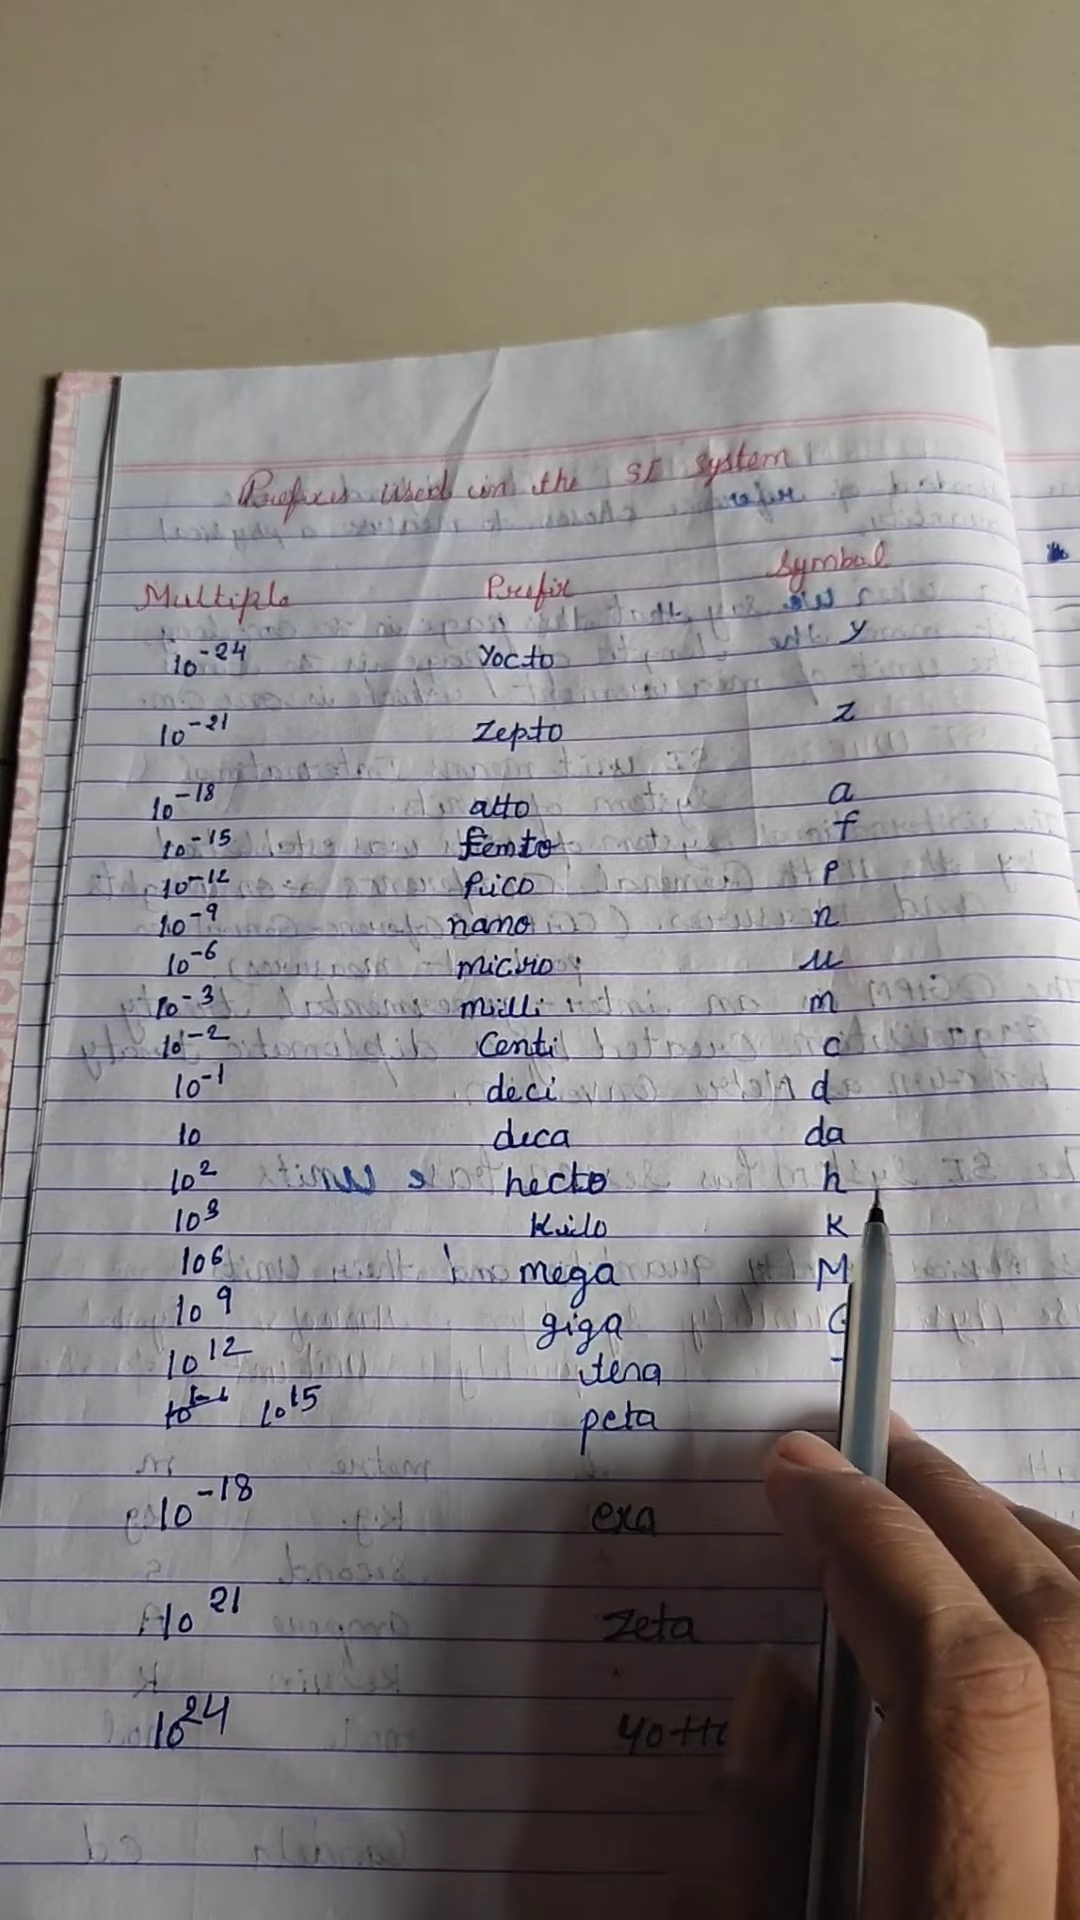 Prefixes Used in the SI System
Multiple Prefix Symbol
10⁻²⁴ Yocto y
10⁻²¹ Zepto z
10⁻¹⁸ atto a
10⁻¹⁵ femto f
10⁻¹² pico p
10⁻⁹ nano n
10⁻⁶ micro u
10⁻³ milli m
10⁻² Centi c
10⁻¹ deci d
10 deca da
10² hecto h
10³ Kilo K
10⁶ mega M
10⁹ giga G
10¹² tera
10¹⁵ peta
10⁻¹⁸ exa
10²¹ Zeta
10²⁴